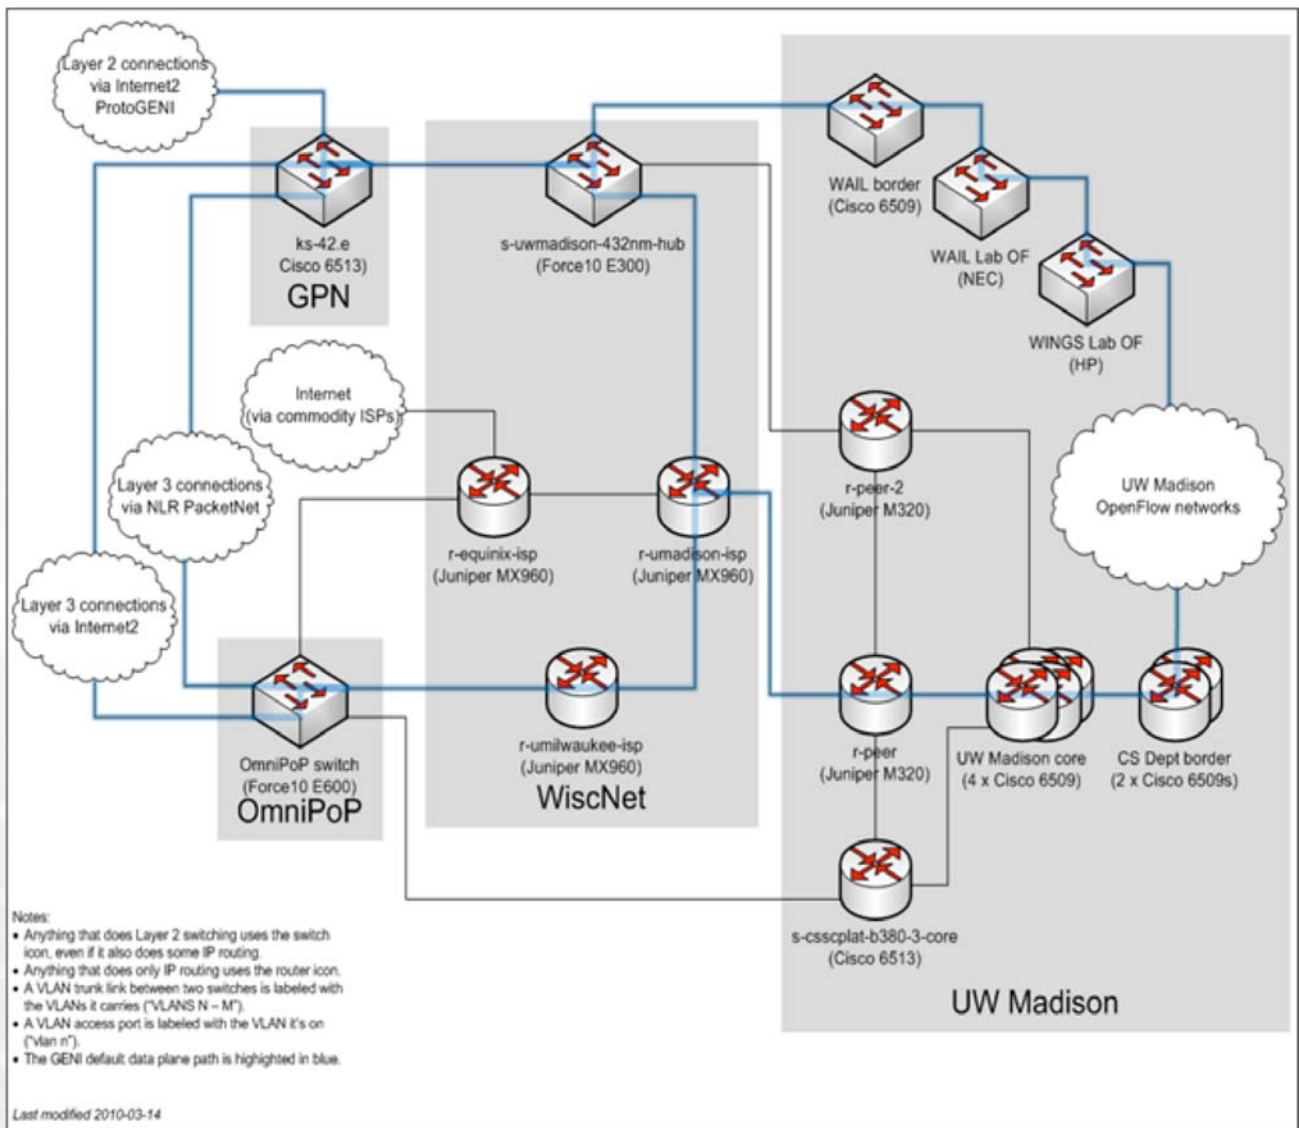 Layer 2 connections
via Internet2
ProtoGENI
ks-42.e
Cisco 6513)
GPN
s-uwmadison-432nm-hub
(Force10 E300)
WAIL border
(Cisco 6509)
WAIL Lab OF
(NEC)
WINGS Lab OF
(HP)
Internet
(via commodity ISPs)
Layer 3 connections
via NLR PacketNet
r-equinix-isp
(Juniper MX960)
r-umadison-isp
(Juniper MX960)
r-peer-2
(Juniper M320)
UW Madison
OpenFlow networks
Layer 3 connections
via Internet2
OmniPoP switch
(Force10 E600)
OmniPoP
r-umilwaukee-isp
(Juniper MX960)
WiscNet
r-peer
(Juniper M320)
UW Madison core
(4 x Cisco 6509)
CS Dept border
(2 x Cisco 6509s)
s-csscplat-b380-3-core
(Cisco 6513)
UW Madison
Notes:
• Anything that does Layer 2 switching uses the switch
icon, even if it also does some IP routing.
• Anything that does only IP routing uses the router icon.
• A VLAN trunk link between two switches is labeled with
the VLANs it carries ("VLANS N – M").
• A VLAN access port is labeled with the VLAN it's on
("vlan n").
• The GENI default data plane path is highighted in blue.
Last modified 2010-03-14